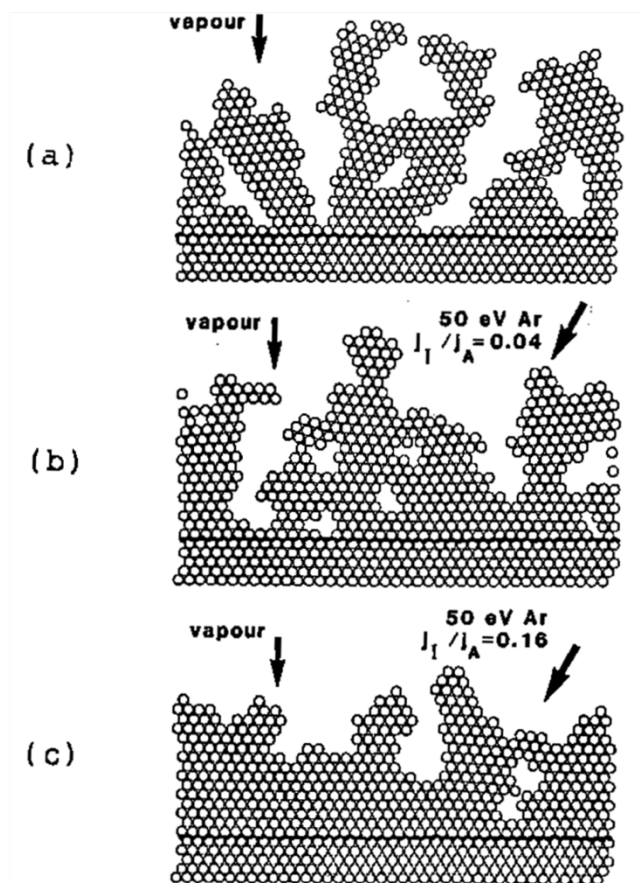 vapour
(a)
vapour
50 eV Ar
j_I /j_A=0.04
(b)
vapour
50 eV Ar
j_I /j_A=0.16
(c)